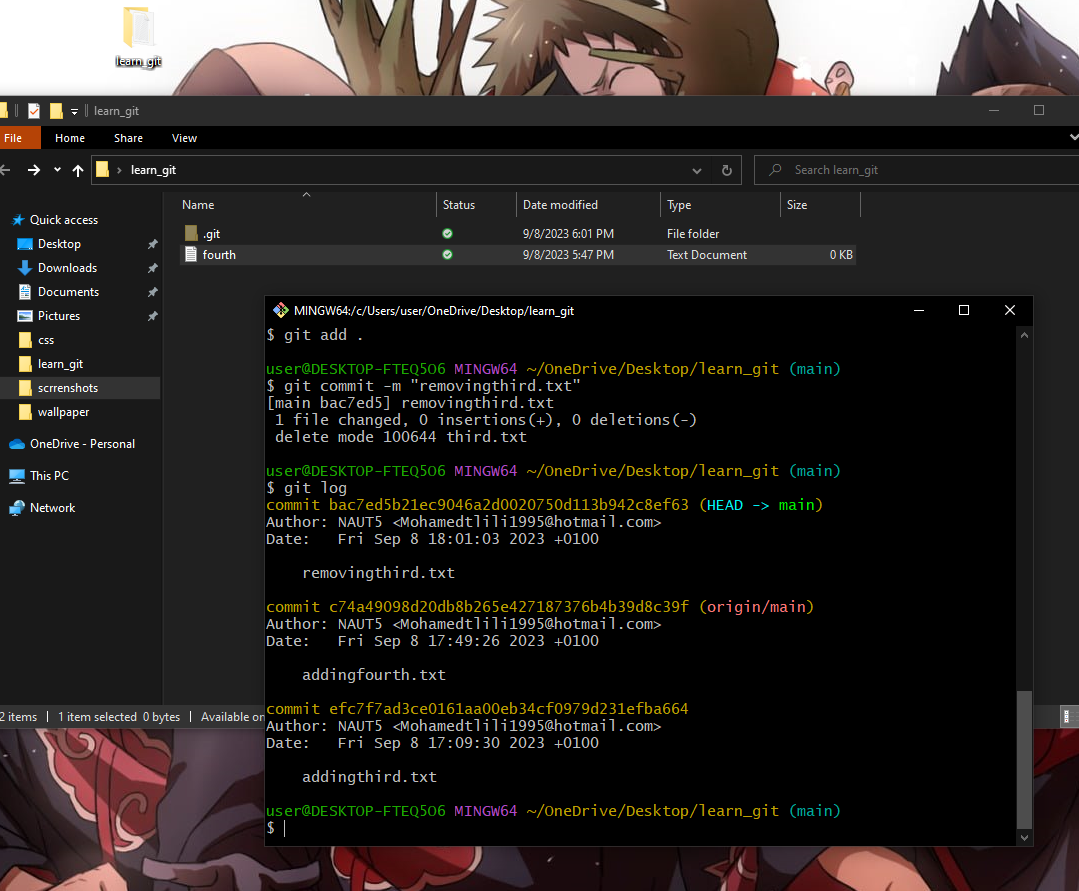 learn_git
learn_git
File Home Share View
learn_git
Search learn_git
Name Status Date modified Type Size
.git 9/8/2023 6:01 PM File folder
fourth 9/8/2023 5:47 PM Text Document 0 KB
Quick access
Desktop
Downloads
Documents
Pictures
css
learn_git
scrrenshots
wallpaper
OneDrive - Personal
This PC
Network
2 items 1 item selected 0 bytes Available on
MINGW64:/c/Users/user/OneDrive/Desktop/learn_git
$ git add .
user@DESKTOP-FTEQ5O6 MINGW64 ~/OneDrive/Desktop/learn_git (main)
$ git commit -m "removingthird.txt"
[main bac7ed5] removingthird.txt
1 file changed, 0 insertions(+), 0 deletions(-)
delete mode 100644 third.txt
user@DESKTOP-FTEQ5O6 MINGW64 ~/OneDrive/Desktop/learn_git (main)
$ git log
commit bac7ed5b21ec9046a2d0020750d113b942c8ef63 (HEAD -> main)
Author: NAUT5 <Mohamedtlili1995@hotmail.com>
Date: Fri Sep 8 18:01:03 2023 +0100
removingthird.txt
commit c74a49098d20db8b265e427187376b4b39d8c39f (origin/main)
Author: NAUT5 <Mohamedtlili1995@hotmail.com>
Date: Fri Sep 8 17:49:26 2023 +0100
addingfourth.txt
commit efc7f7ad3ce0161aa00eb34cf0979d231efba664
Author: NAUT5 <Mohamedtlili1995@hotmail.com>
Date: Fri Sep 8 17:09:30 2023 +0100
addingthird.txt
user@DESKTOP-FTEQ5O6 MINGW64 ~/OneDrive/Desktop/learn_git (main)
$